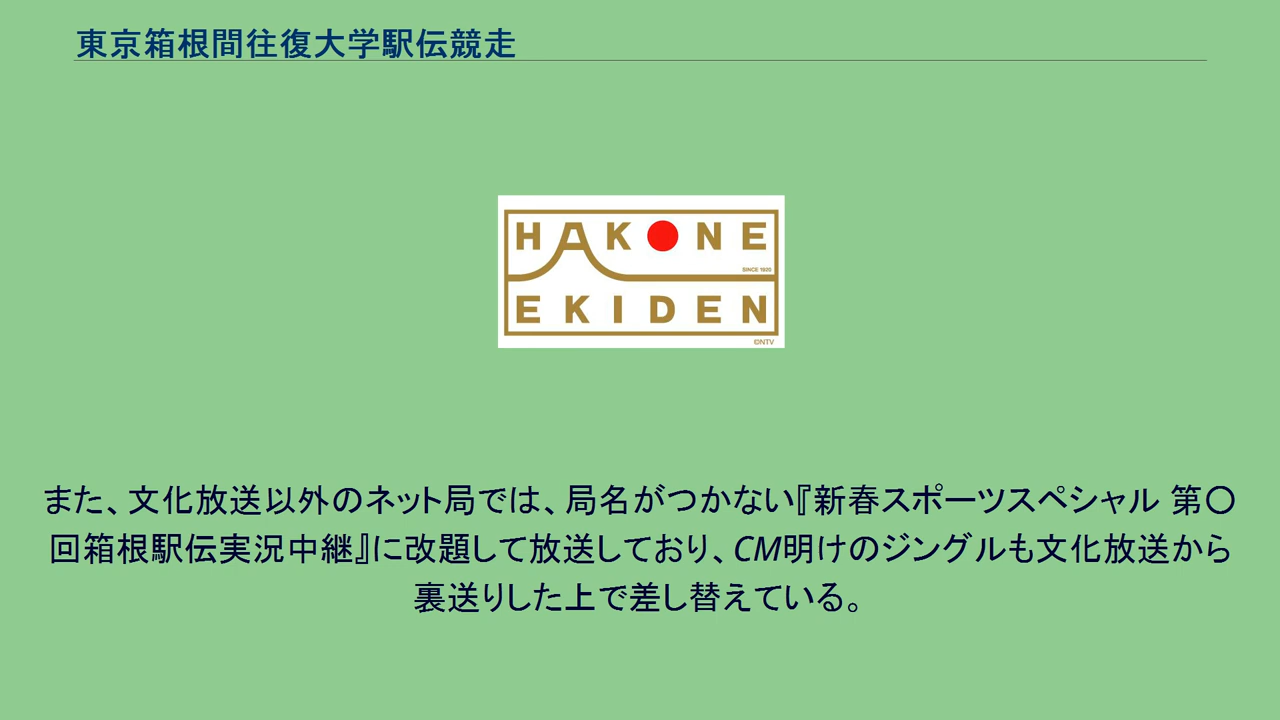 東京箱根間往復大学駅伝競走
HAKONE
SINCE 1920
EKIDEN
©NTV
また、文化放送以外のネット局では、局名がつかない『新春スポーツスペシャル 第〇
回箱根駅伝実況中継』に改題して放送しており、CM明けのジングルも文化放送から
裏送りした上で差し替えている。